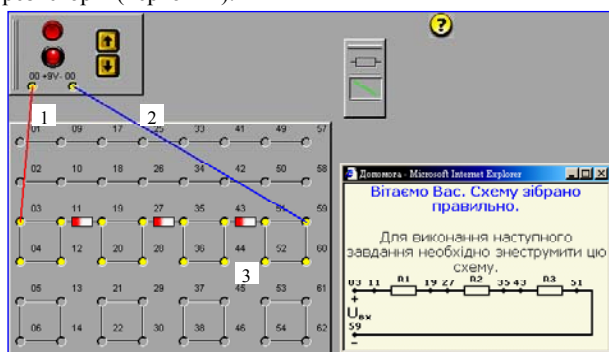 00 +9V- 00
1
2
01 09 17 25 33 41 49 57
02 10 18 26 34 42 50 58
03 11 19 27 35 43 51 59
04 12 20 28 36 44 52 60
3
05 13 21 29 37 45 53 61
06 14 22 30 38 46 54 62
?
Допомога - Microsoft Internet Explorer
Вітаємо Вас. Схему зібрано
правильно.
Для виконання наступного
завдання необхідно знеструмити цю
схему.
03 11 R1 19 27 R2 35 43 R3 51
+
Uвх
59
-